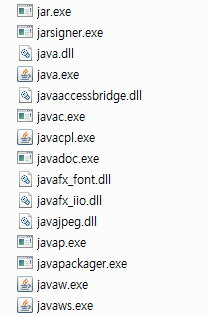 jar.exe
jarsigner.exe
java.dll
java.exe
javaaccessbridge.dll
javac.exe
javacpl.exe
javadoc.exe
javafx_font.dll
javafx_iio.dll
javajpeg.dll
javap.exe
javapackager.exe
javaw.exe
javaws.exe